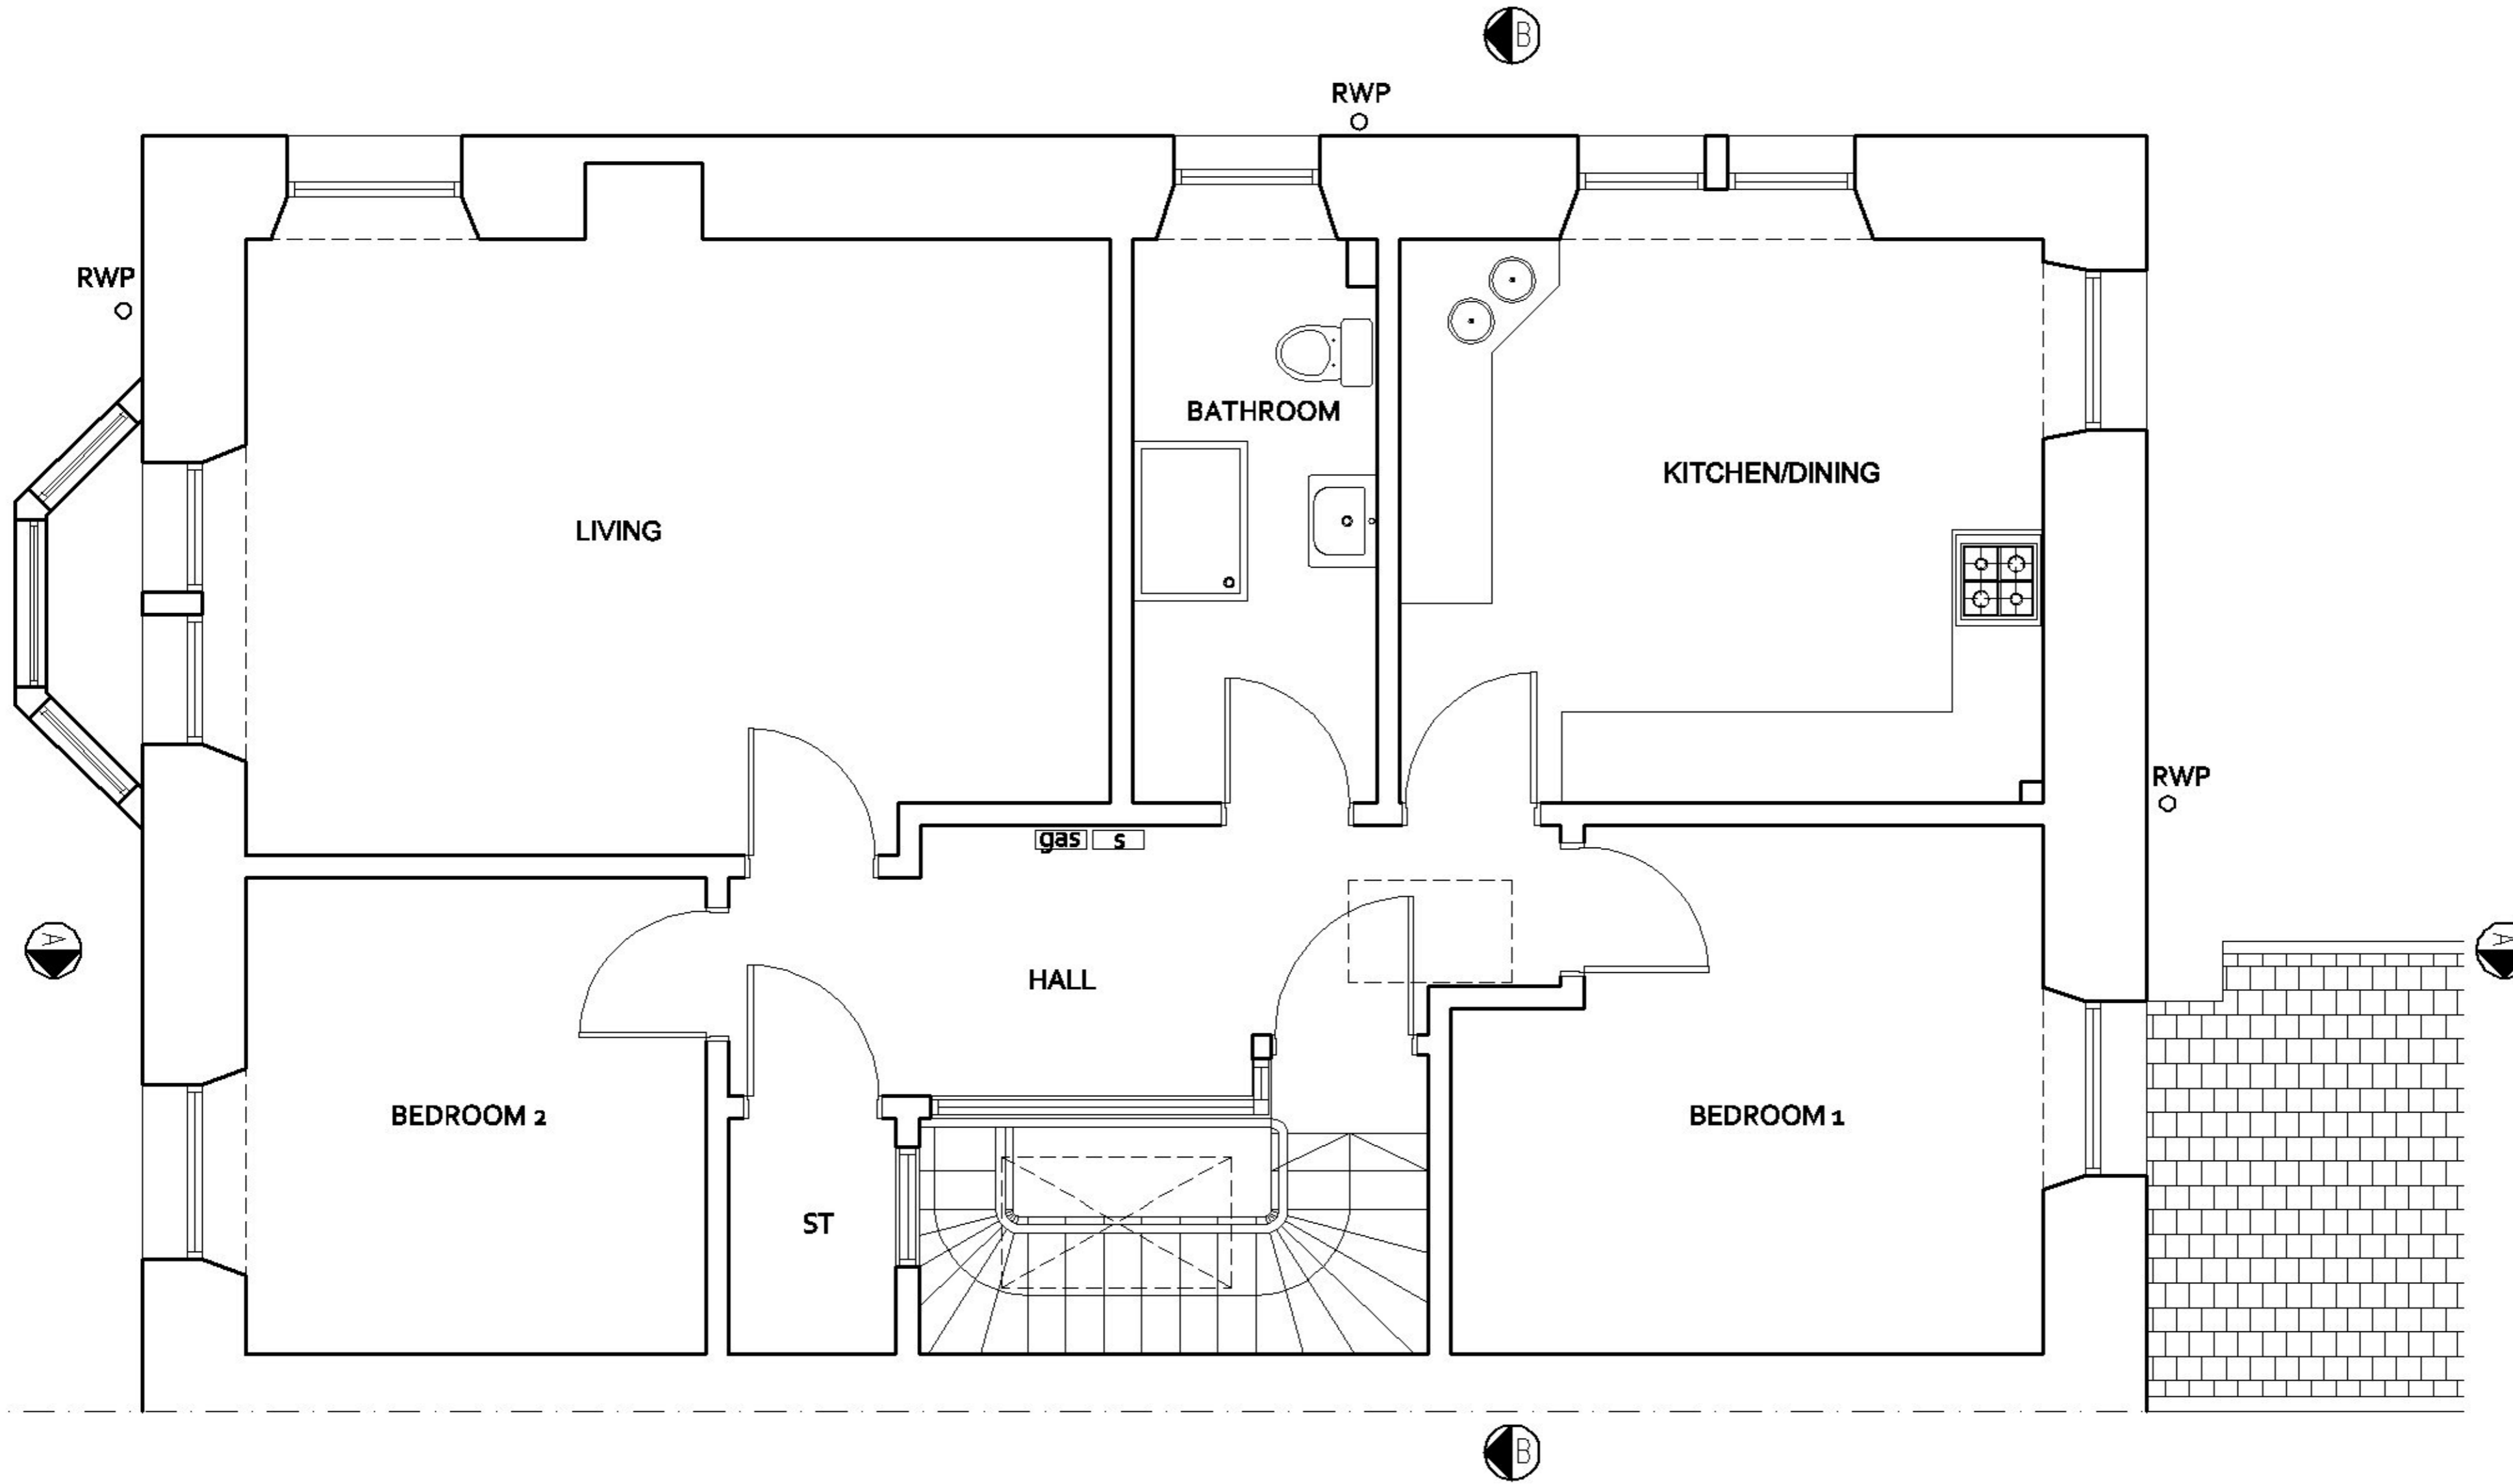 B
RWP
RWP
BATHROOM
KITCHEN/DINING
LIVING
RWP
gas
s
A
A
HALL
BEDROOM 2
BEDROOM 1
ST
B